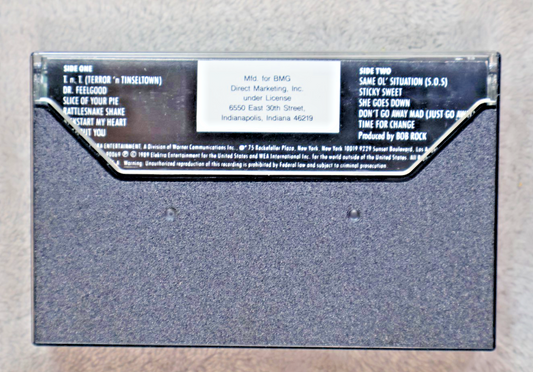 SIDE ONE
T. n. T. (TERROR 'n TINSELTOWN)
DR. FEELGOOD
SLICE OF YOUR PIE
RATTLESNAKE SHAKE
KSTART MY HEART
OUT YOU
Mfd. for BMG
Direct Marketing, Inc.
under License
6550 East 30th Street,
Indianapolis, Indiana 46219
SIDE TWO
SAME OL' SITUATION (S.O.S)
STICKY SWEET
SHE GOES DOWN
DON'T GO AWAY MAD (JUST GO AW
TIME FOR CHANGE
Produced by BOB ROCK
RA ENTERTAINMENT, A Division of Warner Communications Inc., 75 Rockefeller Plaza, New York, New York 10019 9229 Sunset Boulevard, Los
℗ © 1989 Elektra Entertainment for the United States and WEA International Inc. for the world outside of the United States. All
Warning: Unauthorized reproduction of this recording is prohibited by Federal law and subject to criminal prosecution.